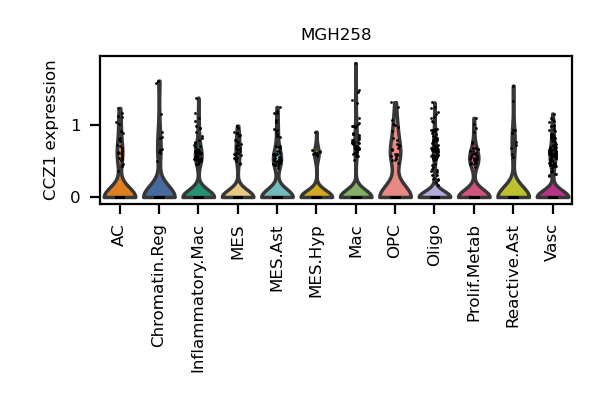 MGH258
CCZ1 expression
1
0
AC
Chromatin.Reg
Inflammatory.Mac
MES
MES.Ast
MES.Hyp
Mac
OPC
Oligo
Prolif.Metab
Reactive.Ast
Vasc